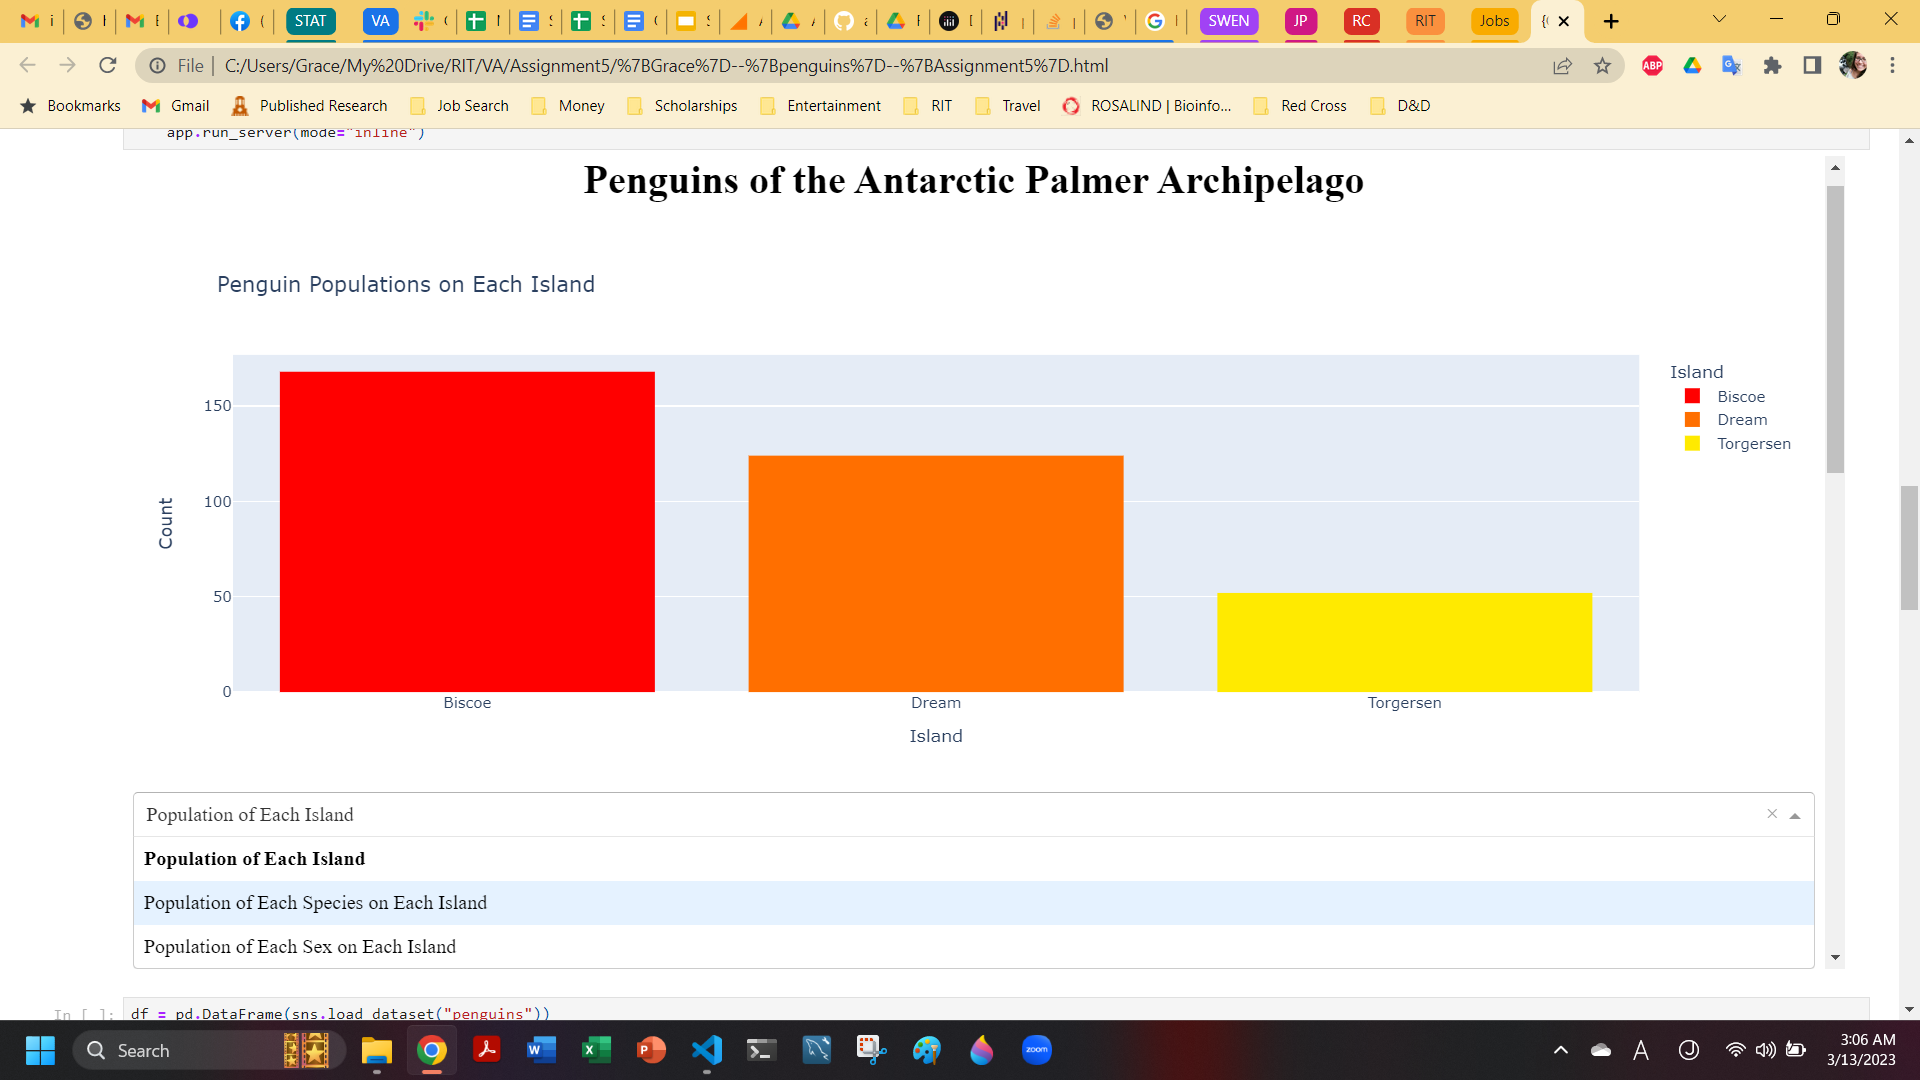 STAT
VA
SWEN
JP
RC
RIT
Jobs
File | C:/Users/Grace/My%20Drive/RIT/VA/Assignment5/%7BGrace%7D--%7Bpenguins%7D--%7BAssignment5%7D.html
ABP
Bookmarks
Gmail
Published Research
Job Search
Money
Scholarships
Entertainment
RIT
Travel
ROSALIND | Bioinfo...
Red Cross
D&D
app.run_server(mode="inline")
Penguins of the Antarctic Palmer Archipelago
Penguin Populations on Each Island
Island
Biscoe
Dream
Torgersen
150
100
50
0
Count
Biscoe
Dream
Torgersen
Island
Population of Each Island
Population of Each Island
Population of Each Species on Each Island
Population of Each Sex on Each Island
In [ ]:
df = pd.DataFrame(sns.load_dataset("penguins"))
Search
zoom
3:06 AM
3/13/2023